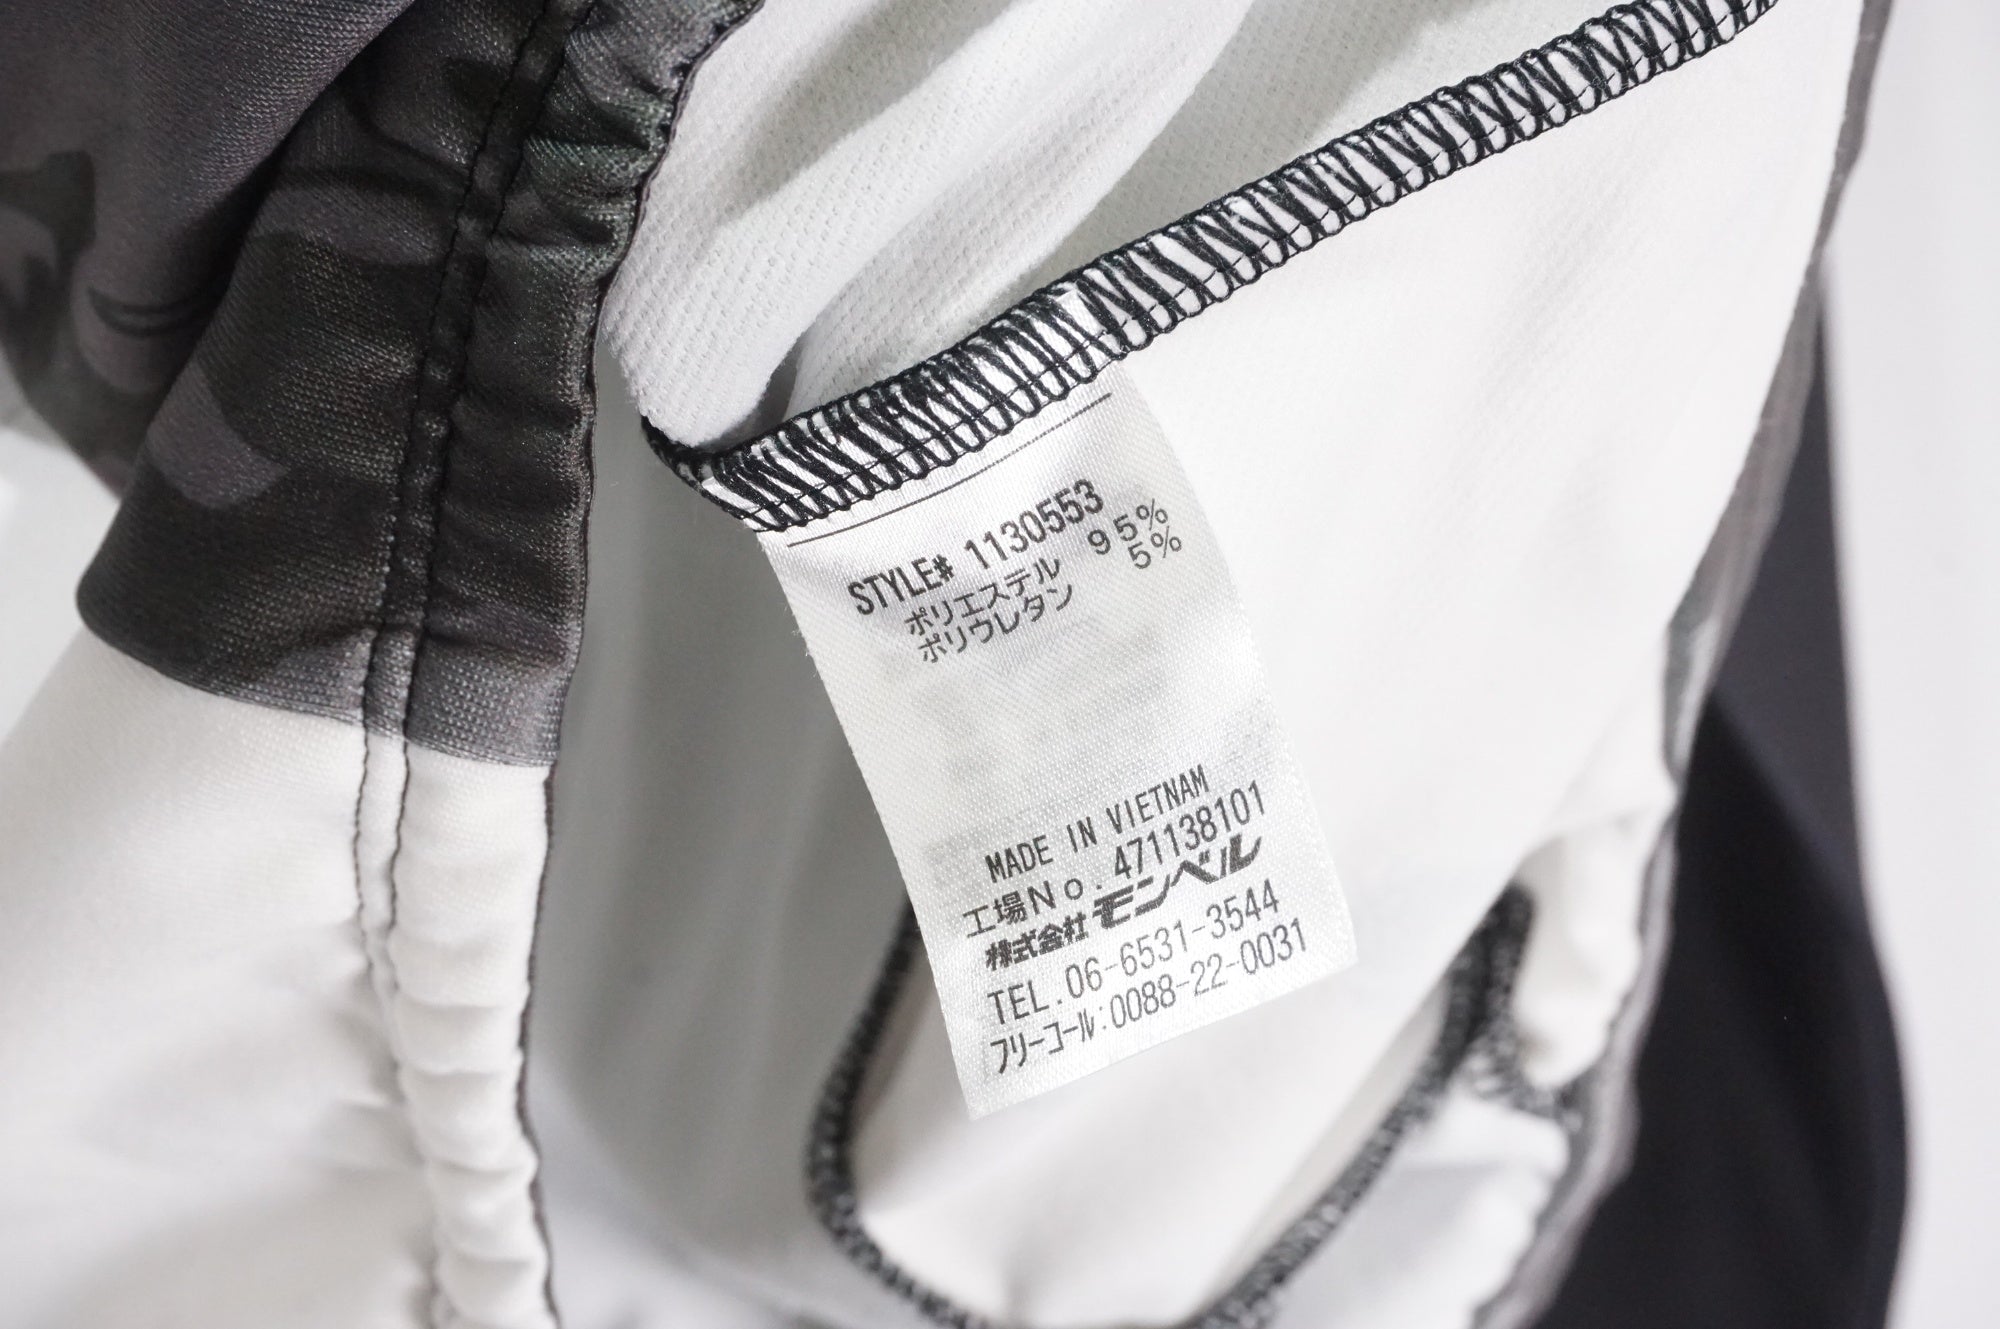 STYLE# 1130553
ポリエステル 95%
ポリウレタン 5%
MADE IN VIETNAM
工場No. 471138101
株式会社モンベル
TEL.06-6531-3544
フリーコール:0088-22-0031